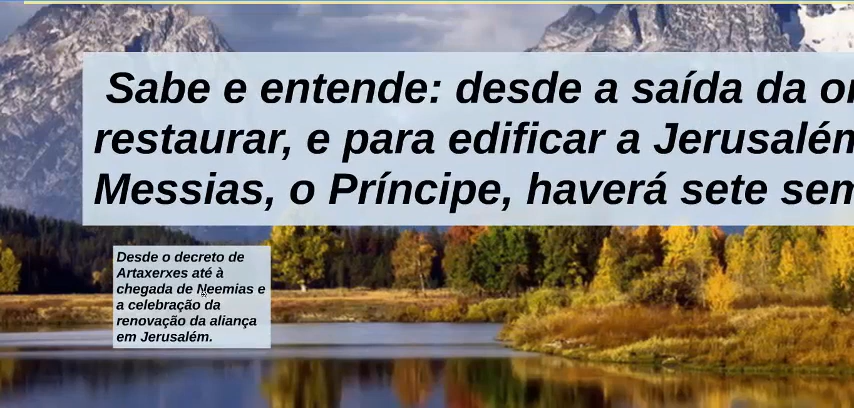 Sabe e entende: desde a saída da
restaurar, e para edificar a Jerusalém
Messias, o Príncipe, haverá sete
Desde o decreto de
Artaxerxes até à
chegada de Neemias e
a celebração da
renovação da aliança
em Jerusalém.